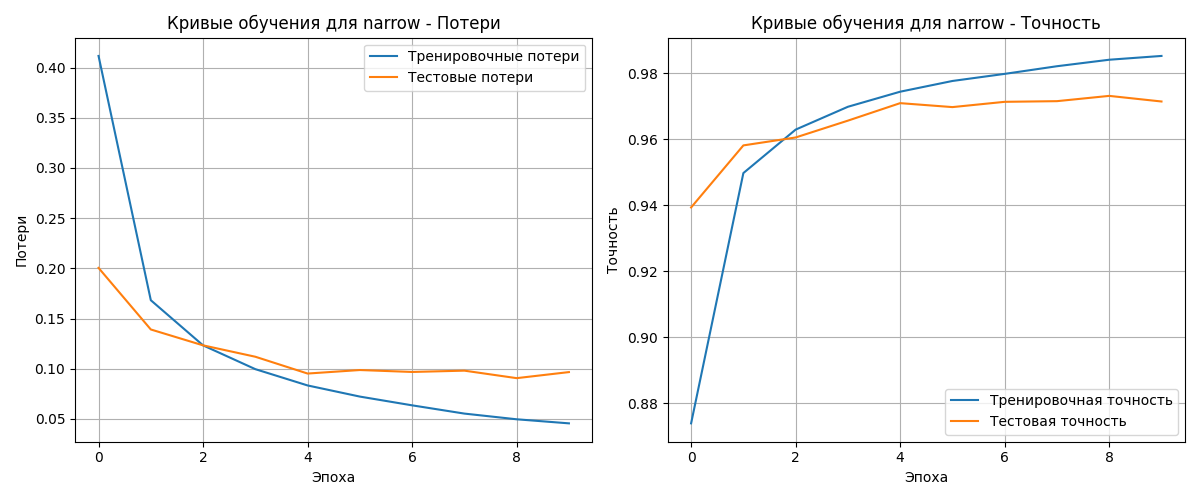 Кривые обучения для narrow - Потери
Тренировочные потери
Тестовые потери
0.40
0.35
0.30
0.25
0.20
0.15
0.10
0.05
Потери
0 2 4 6 8
Эпоха
Кривые обучения для narrow - Точность
0.98
0.96
0.94
0.92
0.90
0.88
Точность
Тренировочная точность
Тестовая точность
0 2 4 6 8
Эпоха